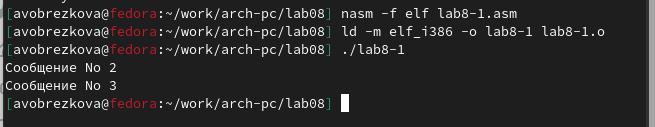 [avobrezkova@fedora:~/work/arch-pc/lab08] nasm -f elf lab8-1.asm
[avobrezkova@fedora:~/work/arch-pc/lab08] ld -m elf_i386 -o lab8-1 lab8-1.o
[avobrezkova@fedora:~/work/arch-pc/lab08] ./lab8-1
Сообщение No 2
Сообщение No 3
[avobrezkova@fedora:~/work/arch-pc/lab08]